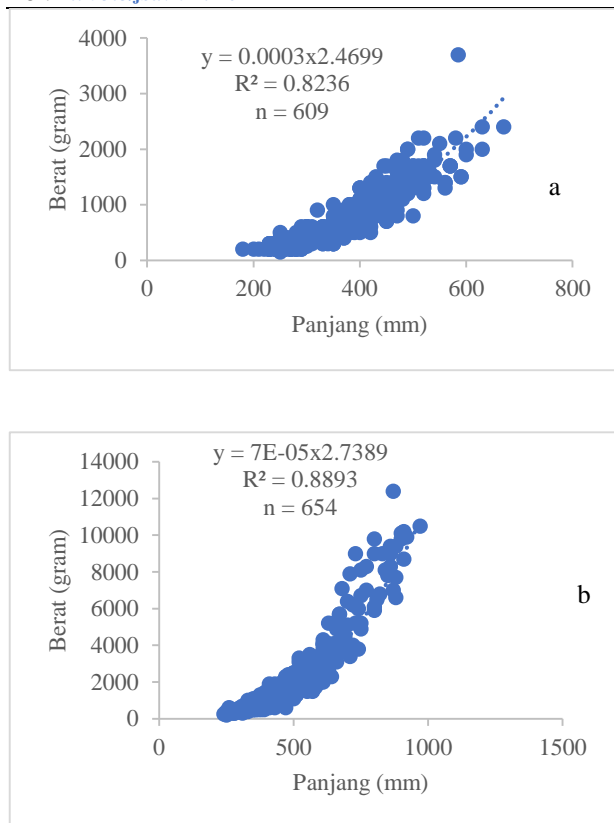 y = 0.0003x2.4699
R² = 0.8236
n = 609
4000
3000
2000
1000
0
0
200
400
600
800
Berat (gram)
Panjang (mm)
a
y = 7E-05x2.7389
R² = 0.8893
n = 654
14000
12000
10000
8000
6000
4000
2000
0
0
500
1000
1500
Berat (gram)
Panjang (mm)
b